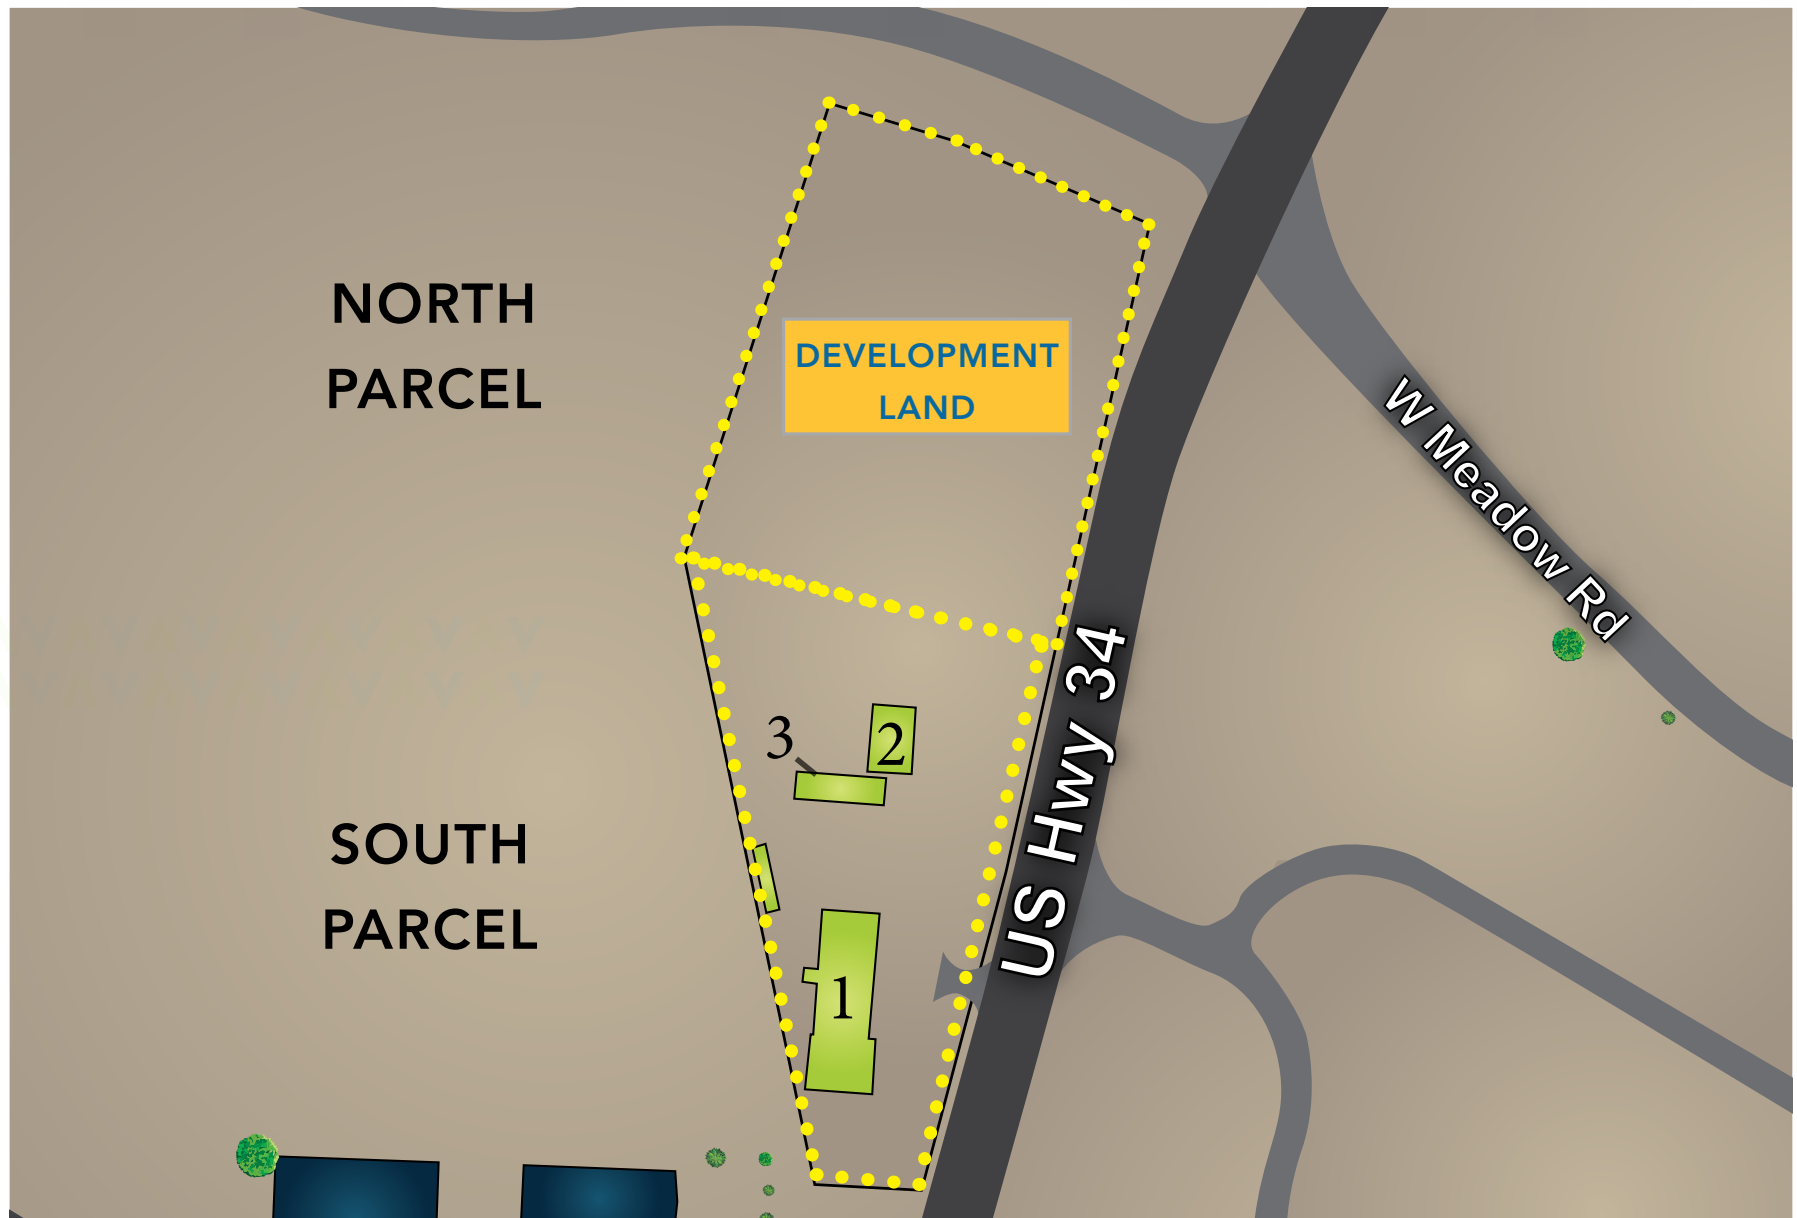 NORTH
PARCEL
DEVELOPMENT
LAND
W Meadow Rd
US Hwy 34
3
2
SOUTH
PARCEL
1